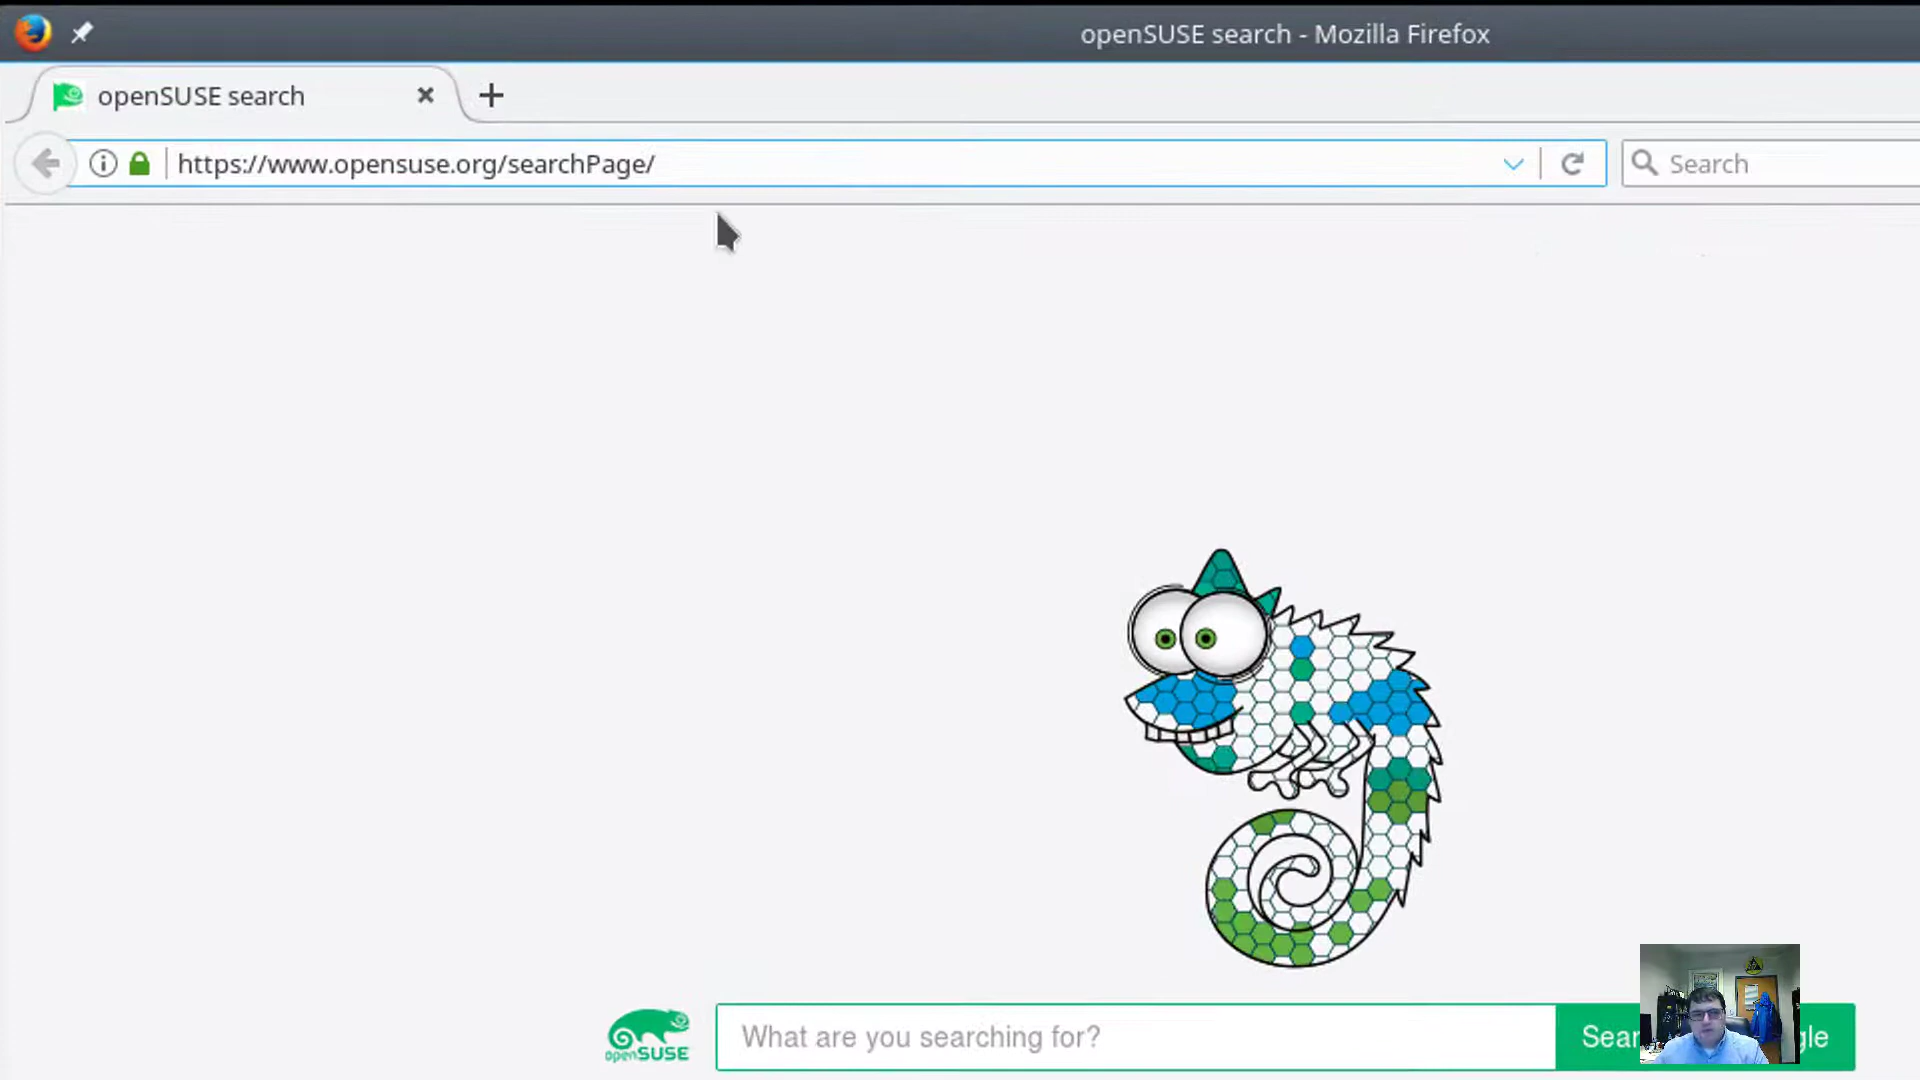 openSUSE search - Mozilla Firefox
openSUSE search
https://www.opensuse.org/searchPage/
Search
openSUSE
What are you searching for?